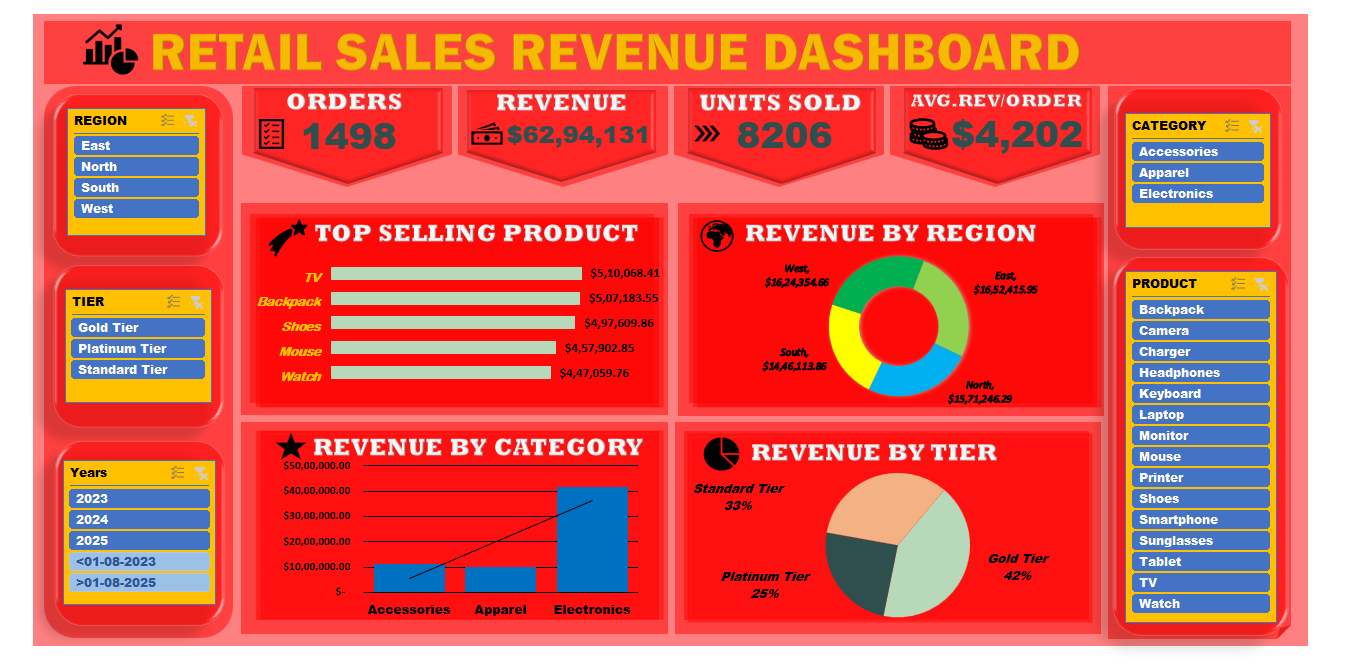 RETAIL SALES REVENUE DASHBOARD
REGION
East
North
South
West
TIER
Gold Tier
Platinum Tier
Standard Tier
Years
2023
2024
2025
<01-08-2023
>01-08-2025
ORDERS
1498
REVENUE
$62,94,131
UNITS SOLD
8206
AVG.REV/ORDER
$4,202
TOP SELLING PRODUCT
TV $5,10,068.41
Backpack $5,07,183.55
Shoes $4,97,609.86
Mouse $4,57,902.85
Watch $4,47,059.76
REVENUE BY REGION
West,
$16,24,354.66
East,
$16,52,415.95
South,
$14,46,113.86
North,
$15,71,246.29
REVENUE BY CATEGORY
$50,00,000.00
$40,00,000.00
$30,00,000.00
$20,00,000.00
$10,00,000.00
$-
Accessories Apparel Electronics
REVENUE BY TIER
Standard Tier
33%
Gold Tier
42%
Platinum Tier
25%
CATEGORY
Accessories
Apparel
Electronics
PRODUCT
Backpack
Camera
Charger
Headphones
Keyboard
Laptop
Monitor
Mouse
Printer
Shoes
Smartphone
Sunglasses
Tablet
TV
Watch